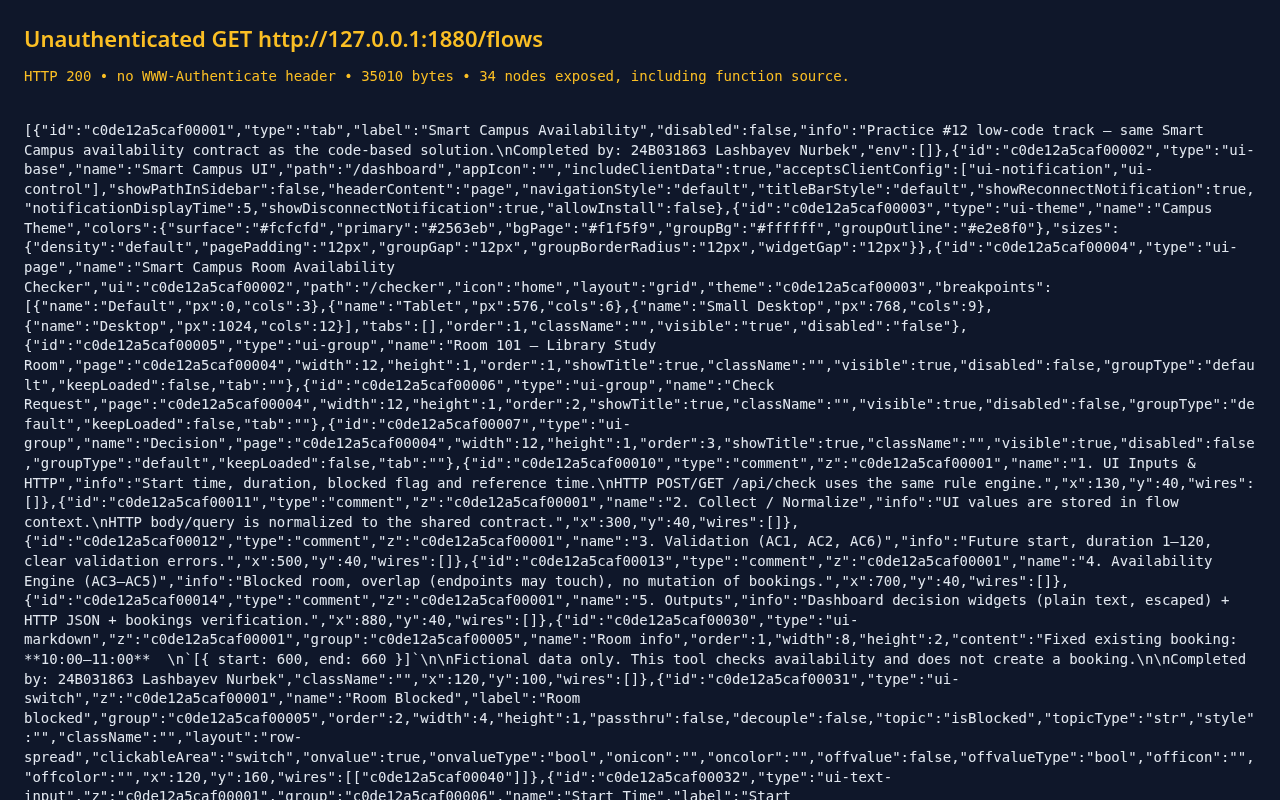 Unauthenticated GET http://127.0.0.1:1880/flows
HTTP 200 • no WWW-Authenticate header • 35010 bytes • 34 nodes exposed, including function source.
[{"id":"c0de12a5caf00001","type":"tab","label":"Smart Campus Availability","disabled":false,"info":"Practice #12 low-code track — same Smart
Campus availability contract as the code-based solution.\nCompleted by: 24B031863 Lashbayev Nurbek","env":[]},{"id":"c0de12a5caf00002","type":"ui-
base","name":"Smart Campus UI","path":"/dashboard","appIcon":"","includeClientData":true,"acceptsClientConfig":["ui-notification","ui-
control"],"showPathInSidebar":false,"headerContent":"page","navigationStyle":"default","titleBarStyle":"default","showReconnectNotification":true,
"notificationDisplayTime":5,"showDisconnectNotification":true,"allowInstall":false},{"id":"c0de12a5caf00003","type":"ui-theme","name":"Campus
Theme","colors":{"surface":"#fcfcfd","primary":"#2563eb","bgPage":"#f1f5f9","groupBg":"#ffffff","groupOutline":"#e2e8f0"},"sizes":
{"density":"default","pagePadding":"12px","groupGap":"12px","groupBorderRadius":"12px","widgetGap":"12px"}},{"id":"c0de12a5caf00004","type":"ui-
page","name":"Smart Campus Room Availability
Checker","ui":"c0de12a5caf00002","path":"/checker","icon":"home","layout":"grid","theme":"c0de12a5caf00003","breakpoints":
[{"name":"Default","px":0,"cols":3},{"name":"Tablet","px":576,"cols":6},{"name":"Small Desktop","px":768,"cols":9},
{"name":"Desktop","px":1024,"cols":12}],"tabs":[],"order":1,"className":"","visible":"true","disabled":"false"},
{"id":"c0de12a5caf00005","type":"ui-group","name":"Room 101 — Library Study
Room","page":"c0de12a5caf00004","width":12,"height":1,"order":1,"showTitle":true,"className":"","visible":true,"disabled":false,"groupType":"defau
lt","keepLoaded":false,"tab":""},{"id":"c0de12a5caf00006","type":"ui-group","name":"Check
Request","page":"c0de12a5caf00004","width":12,"height":1,"order":2,"showTitle":true,"className":"","visible":true,"disabled":false,"groupType":"de
fault","keepLoaded":false,"tab":""},{"id":"c0de12a5caf00007","type":"ui-
group","name":"Decision","page":"c0de12a5caf00004","width":12,"height":1,"order":3,"showTitle":true,"className":"","visible":true,"disabled":false
,"groupType":"default","keepLoaded":false,"tab":""},{"id":"c0de12a5caf00010","type":"comment","z":"c0de12a5caf00001","name":"1. UI Inputs &
HTTP","info":"Start time, duration, blocked flag and reference time.\nHTTP POST/GET /api/check uses the same rule engine.","x":130,"y":40,"wires":
[]},{"id":"c0de12a5caf00011","type":"comment","z":"c0de12a5caf00001","name":"2. Collect / Normalize","info":"UI values are stored in flow
context.\nHTTP body/query is normalized to the shared contract.","x":300,"y":40,"wires":[]},
{"id":"c0de12a5caf00012","type":"comment","z":"c0de12a5caf00001","name":"3. Validation (AC1, AC2, AC6)","info":"Future start, duration 1–120,
clear validation errors.","x":500,"y":40,"wires":[]},{"id":"c0de12a5caf00013","type":"comment","z":"c0de12a5caf00001","name":"4. Availability
Engine (AC3–AC5)","info":"Blocked room, overlap (endpoints may touch), no mutation of bookings.","x":700,"y":40,"wires":[]},
{"id":"c0de12a5caf00014","type":"comment","z":"c0de12a5caf00001","name":"5. Outputs","info":"Dashboard decision widgets (plain text, escaped) +
HTTP JSON + bookings verification.","x":880,"y":40,"wires":[]},{"id":"c0de12a5caf00030","type":"ui-
markdown","z":"c0de12a5caf00001","group":"c0de12a5caf00005","name":"Room info","order":1,"width":8,"height":2,"content":"Fixed existing booking:
**10:00–11:00**  \n`[{ start: 600, end: 660 }]`\n\nFictional data only. This tool checks availability and does not create a booking.\n\nCompleted
by: 24B031863 Lashbayev Nurbek","className":"","x":120,"y":100,"wires":[]},{"id":"c0de12a5caf00031","type":"ui-
switch","z":"c0de12a5caf00001","name":"Room Blocked","label":"Room
blocked","group":"c0de12a5caf00005","order":2,"width":4,"height":1,"passthru":false,"decouple":false,"topic":"isBlocked","topicType":"str","style"
:"","className":"","layout":"row-
spread","clickableArea":"switch","onvalue":true,"onvalueType":"bool","onicon":"","oncolor":"","offvalue":false,"offvalueType":"bool","officon":"",
"offcolor":"","x":120,"y":160,"wires":[["c0de12a5caf00040"]]},{"id":"c0de12a5caf00032","type":"ui-text-
input","z":"c0de12a5caf00001","group":"c0de12a5caf00006","name":"Start Time","label":"Start